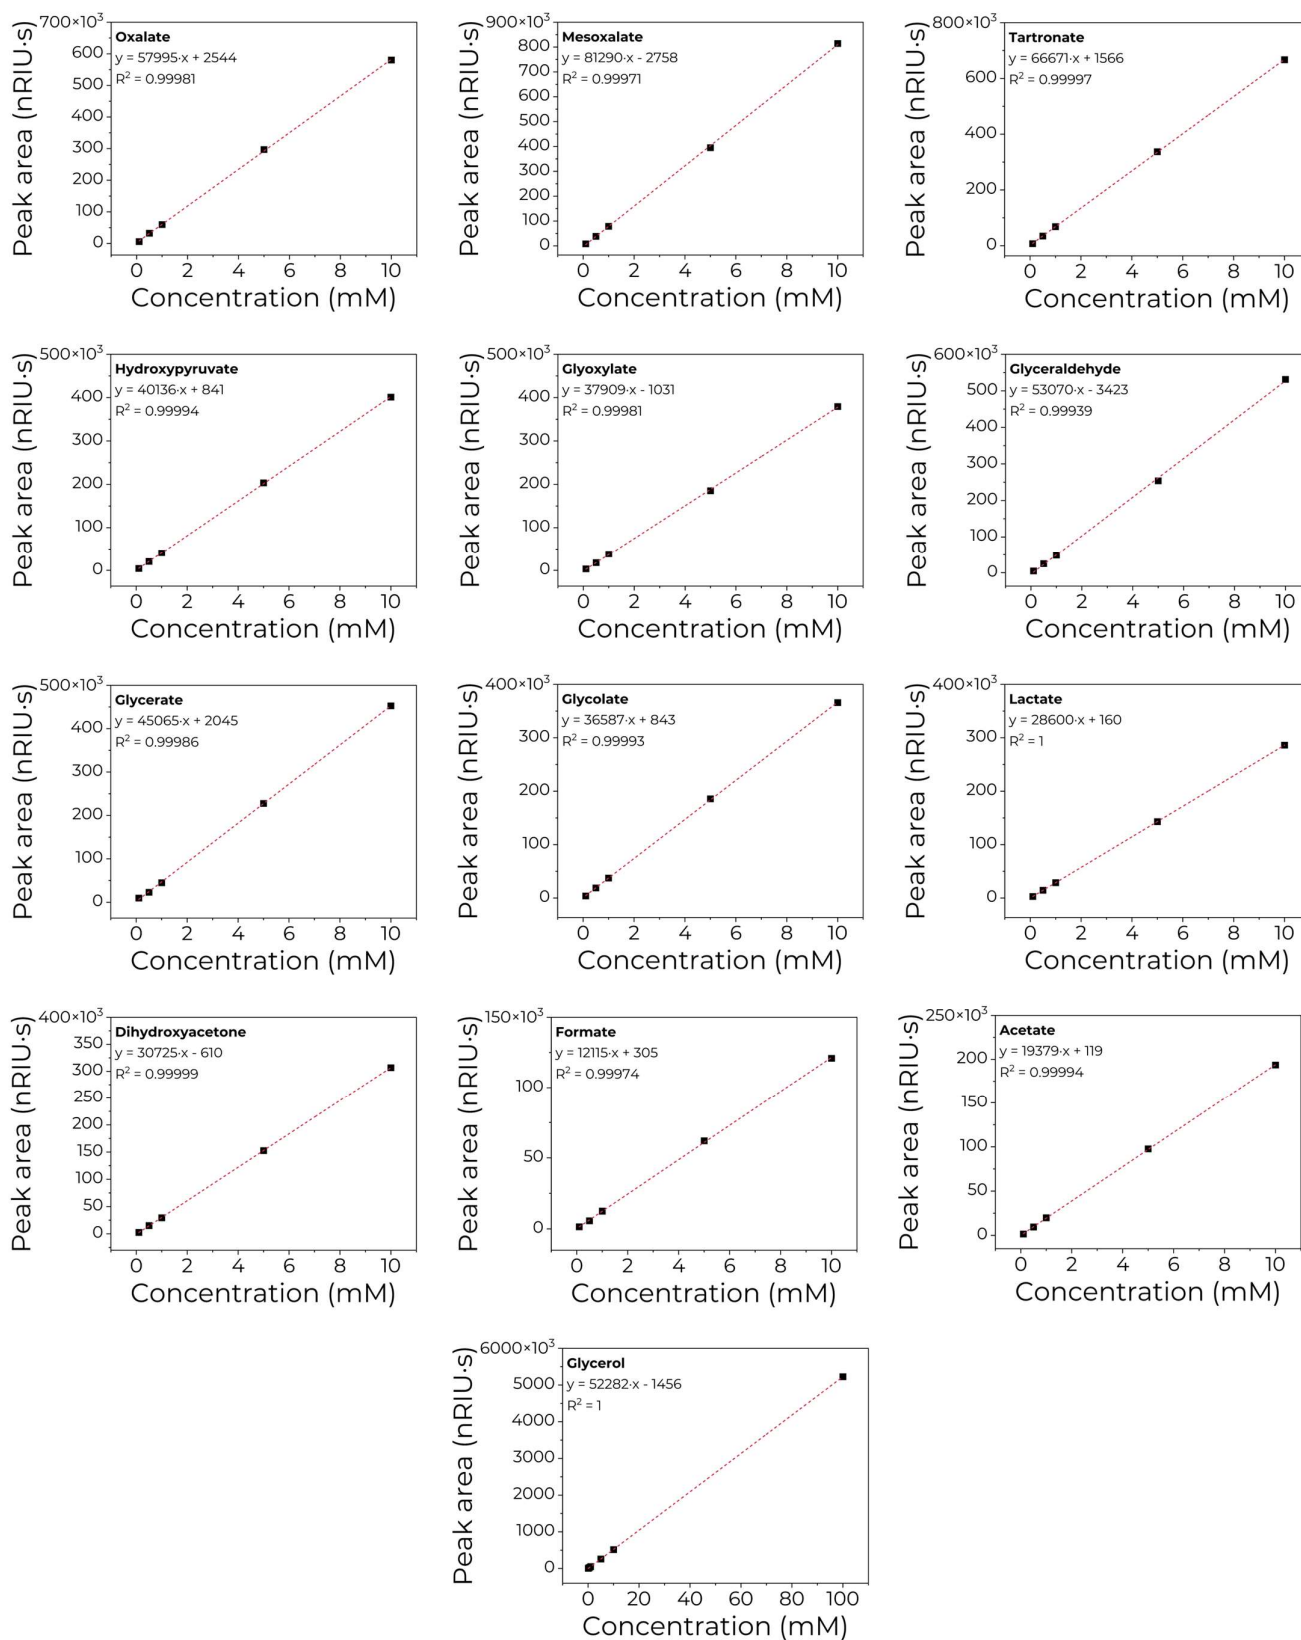 Oxalate
y = 57995·x + 2544
R² = 0.99981
700×10³
600
500
400
300
200
100
0
0 2 4 6 8 10
Peak area (nRIU·s)
Concentration (mM)
Mesoxalate
y = 81290·x - 2758
R² = 0.99971
900×10³
800
700
600
500
400
300
200
100
0
0 2 4 6 8 10
Peak area (nRIU·s)
Concentration (mM)
Tartronate
y = 66671·x + 1566
R² = 0.99997
800×10³
600
400
200
0
0 2 4 6 8 10
Peak area (nRIU·s)
Concentration (mM)
Hydroxypyruvate
y = 40136·x + 841
R² = 0.99994
500×10³
400
300
200
100
0
0 2 4 6 8 10
Peak area (nRIU·s)
Concentration (mM)
Glyoxylate
y = 37909·x - 1031
R² = 0.99981
500×10³
400
300
200
100
0
0 2 4 6 8 10
Peak area (nRIU·s)
Concentration (mM)
Glyceraldehyde
y = 53070·x - 3423
R² = 0.99939
600×10³
500
400
300
200
100
0
0 2 4 6 8 10
Peak area (nRIU·s)
Concentration (mM)
Glycerate
y = 45065·x + 2045
R² = 0.99986
500×10³
400
300
200
100
0
0 2 4 6 8 10
Peak area (nRIU·s)
Concentration (mM)
Glycolate
y = 36587·x + 843
R² = 0.99993
400×10³
300
200
100
0
0 2 4 6 8 10
Peak area (nRIU·s)
Concentration (mM)
Lactate
y = 28600·x + 160
R² = 1
400×10³
300
200
100
0
0 2 4 6 8 10
Peak area (nRIU·s)
Concentration (mM)
Dihydroxyacetone
y = 30725·x - 610
R² = 0.99999
400×10³
350
300
250
200
150
100
50
0
0 2 4 6 8 10
Peak area (nRIU·s)
Concentration (mM)
Formate
y = 12115·x + 305
R² = 0.99974
150×10³
100
50
0
0 2 4 6 8 10
Peak area (nRIU·s)
Concentration (mM)
Acetate
y = 19379·x + 119
R² = 0.99994
250×10³
200
150
100
50
0
0 2 4 6 8 10
Peak area (nRIU·s)
Concentration (mM)
Glycerol
y = 52282·x - 1456
R² = 1
6000×10³
5000
4000
3000
2000
1000
0
0 20 40 60 80 100
Peak area (nRIU·s)
Concentration (mM)